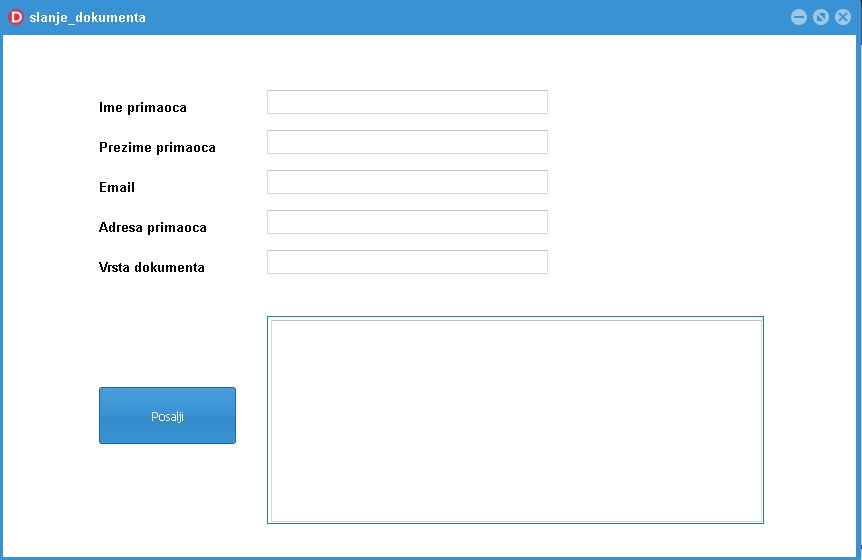 D slanje_dokumenta
Ime primaoca
Prezime primaoca
Email
Adresa primaoca
Vrsta dokumenta
Posalji